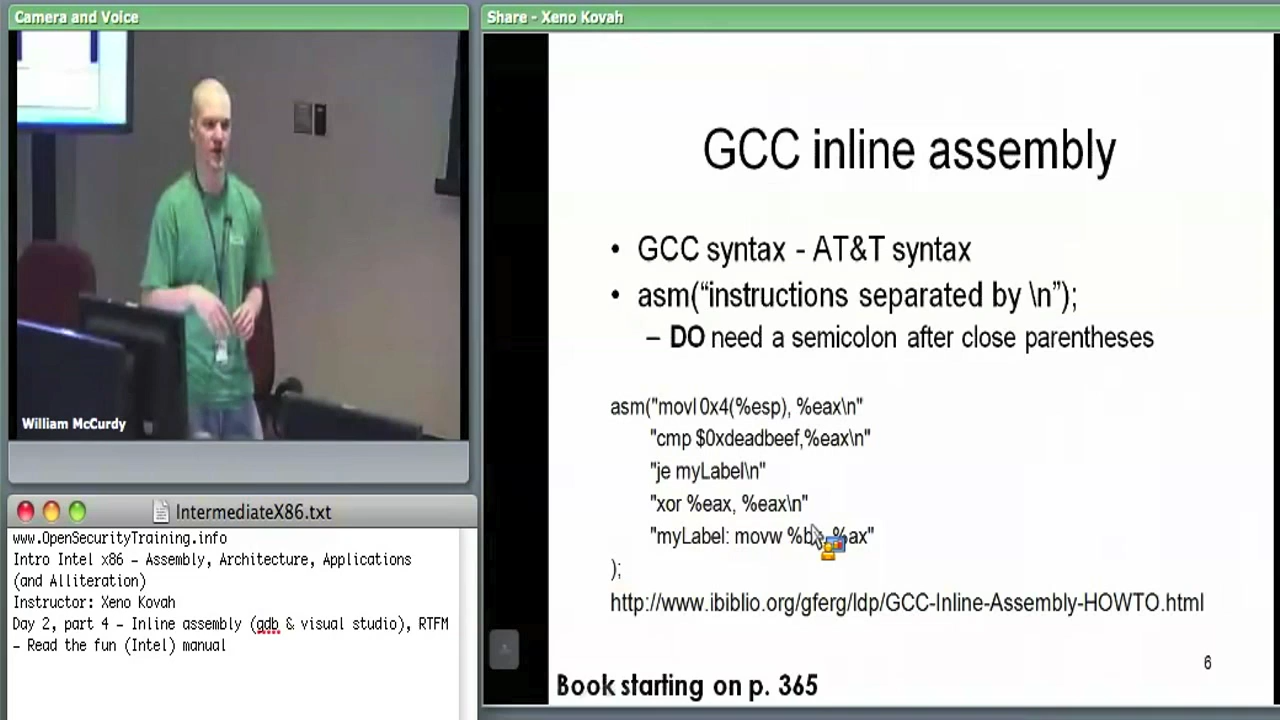 Camera and Voice
William McCurdy
IntermediateX86.txt
www.OpenSecurityTraining.info
Intro Intel x86 – Assembly, Architecture, Applications
(and Alliteration)
Instructor: Xeno Kovah
Day 2, part 4 – Inline assembly (gdb & visual studio), RTFM
– Read the fun (Intel) manual
Share - Xeno Kovah
GCC inline assembly
• GCC syntax - AT&T syntax
• asm(“instructions separated by \n”);
– DO need a semicolon after close parentheses
asm("movl 0x4(%esp), %eax\n"
"cmp $0xdeadbeef,%eax\n"
"je myLabel\n"
"xor %eax, %eax\n"
"myLabel: movw %ax"
);
http://www.ibiblio.org/gferg/ldp/GCC-Inline-Assembly-HOWTO.html
6
Book starting on p. 365